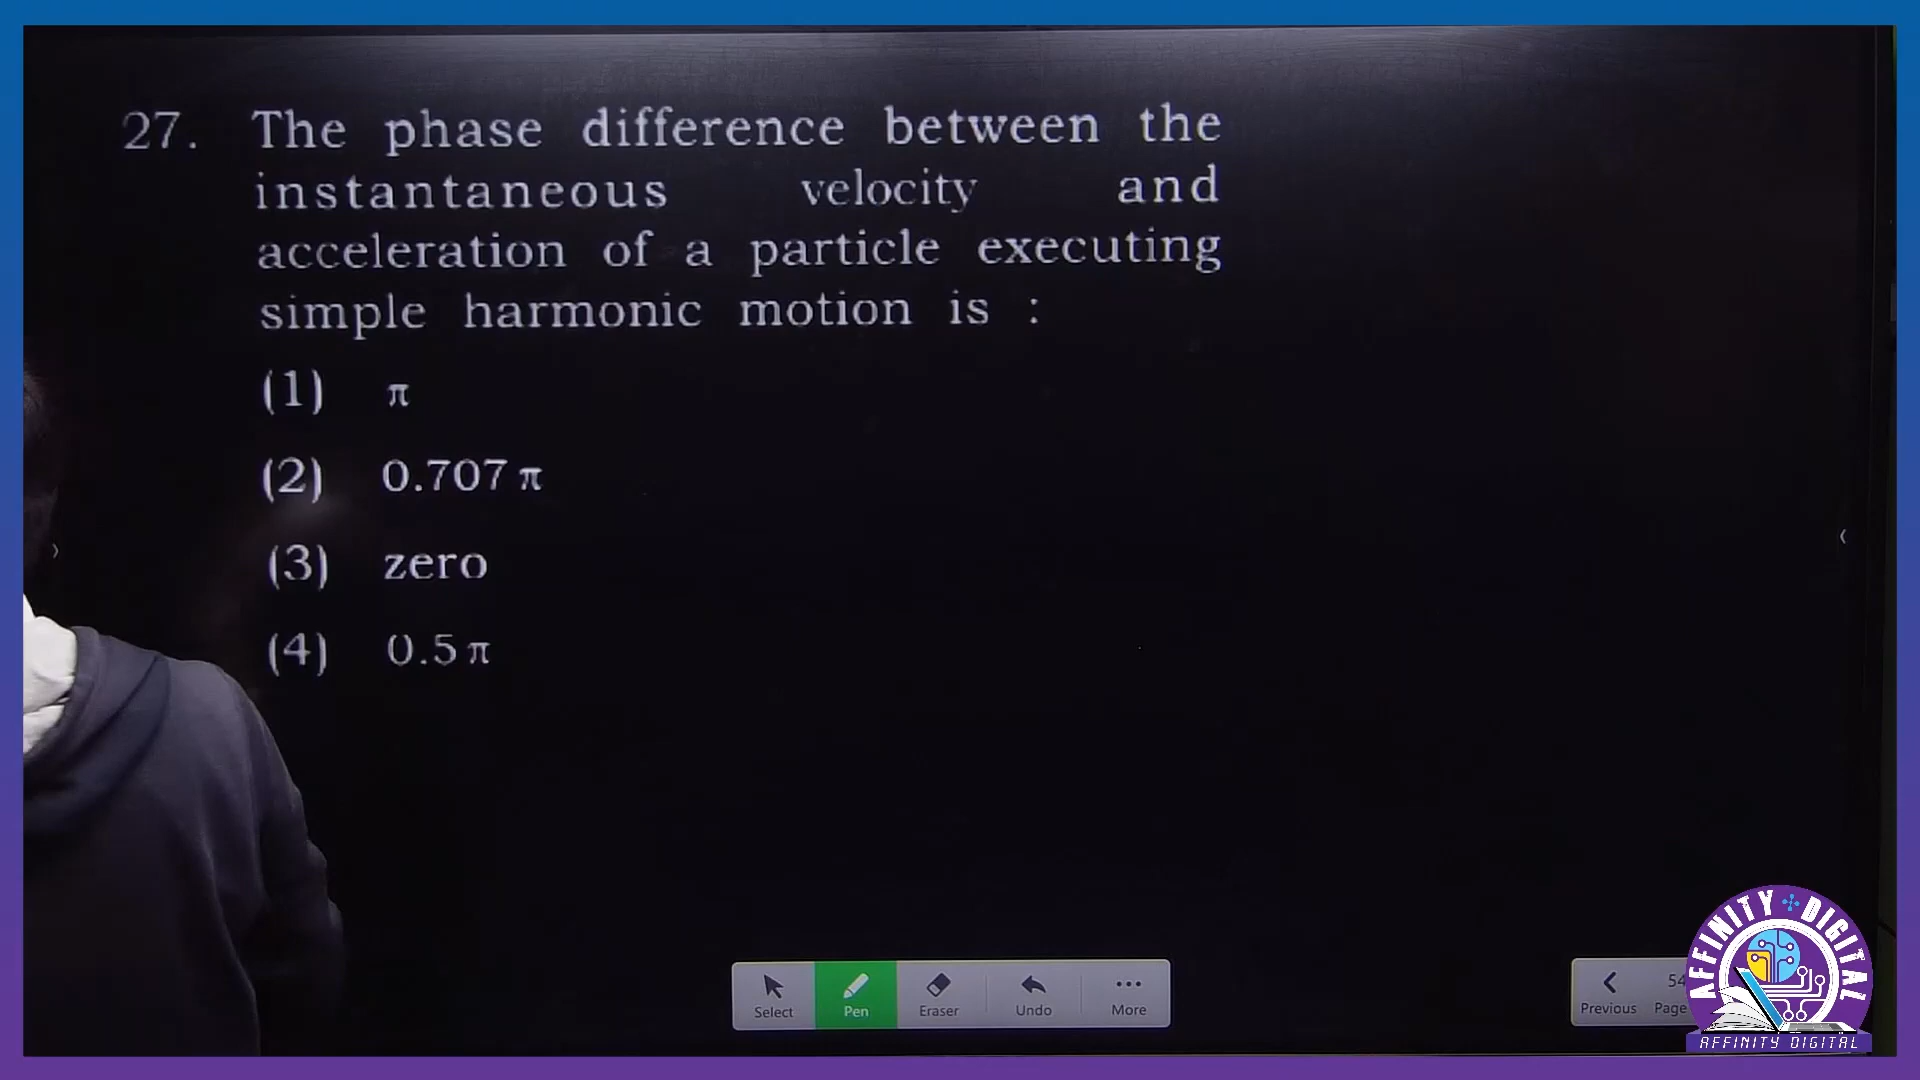 27. The phase difference between the
instantaneous velocity and
acceleration of a particle executing
simple harmonic motion is :
(1) π
(2) 0.707 π
(3) zero
(4) 0.5 π
Select Pen Eraser Undo More
Previous Page 54
AFFINITY DIGITAL
AFFINITY DIGITAL